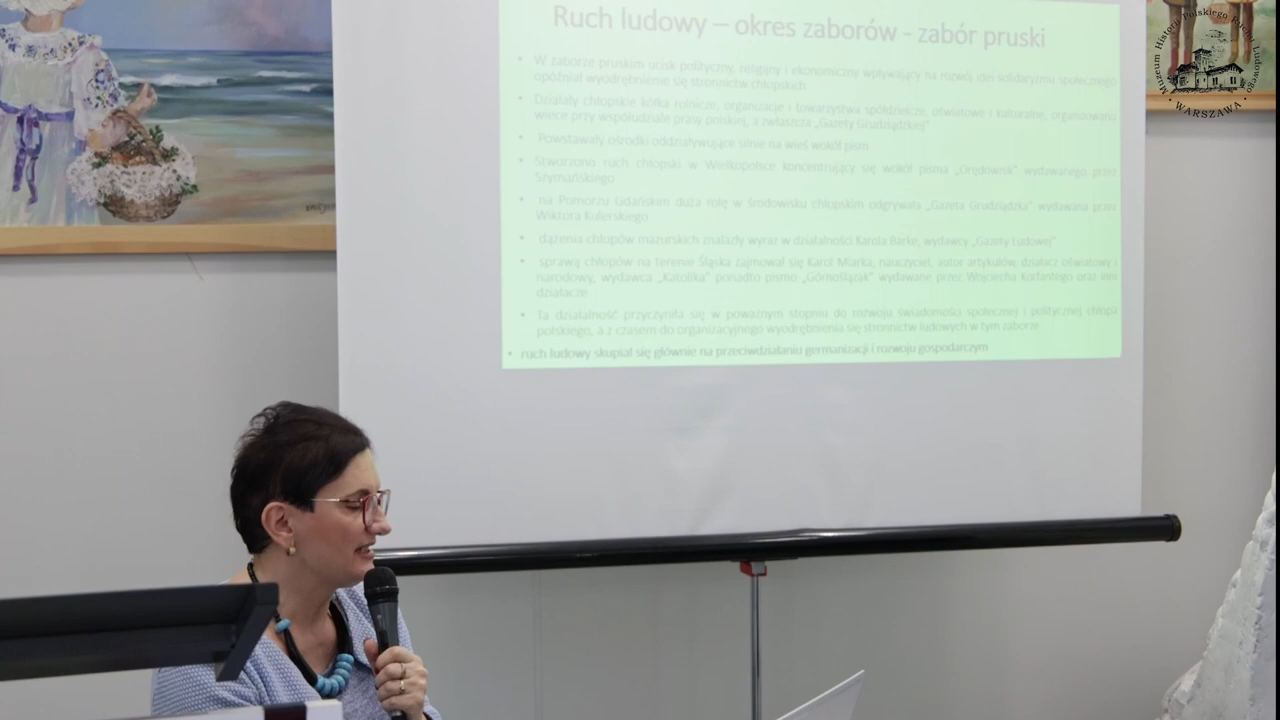 Ruch ludowy – okres zaborów - zabór pruski
• W zaborze pruskim ucisk polityczny, religijny i ekonomiczny wpływający na rozwój idei solidaryzmu społecznego
opóźniał wyodrębnienie się stronnictw chłopskich
• Działały chłopskie kółka rolnicze, organizacje i towarzystwa spółdzielcze, oświatowe i kulturalne, organizowano
wiece przy współudziale prasy polskiej, a zwłaszcza „Gazety Grudziądzkiej"
• Powstawały ośrodki oddziaływujące silnie na wieś wokół pism
• Stworzono ruch chłopski w Wielkopolsce koncentrujący się wokół pisma „Orędownik" wydawanego przez
Szymańskiego
• na Pomorzu Gdańskim dużą rolę w środowisku chłopskim odgrywała „Gazeta Grudziądzka" wydawana przez
Wiktora Kulerskiego
• dążenia chłopów mazurskich znalazły wyraz w działalności Karola Barke, wydawcy „Gazety Ludowej"
• sprawą chłopów na terenie Śląska zajmował się Karol Miarka, nauczyciel, autor artykułów, działacz oświatowy i
narodowy, wydawca „Katolika" ponadto pismo „Górnoślązak" wydawane przez Wojciecha Korfantego oraz inni
działacze
• Ta działalność przyczyniła się w poważnym stopniu do rozwoju świadomości społecznej i politycznej chłopa
polskiego, a z czasem do organizacyjnego wyodrębnienia się stronnictw ludowych w tym zaborze
• ruch ludowy skupiał się głównie na przeciwdziałaniu germanizacji i rozwoju gospodarczym
Muzeum Historii Polskiego Ruchu Ludowego
• WARSZAWA •